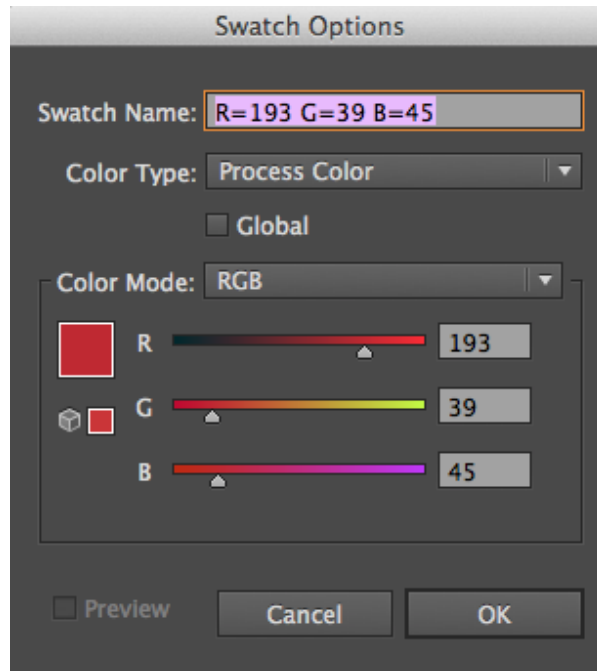 Swatch Options
Swatch Name: R=193 G=39 B=45
Color Type: Process Color
Global
Color Mode: RGB
R 193
G 39
B 45
Preview Cancel OK